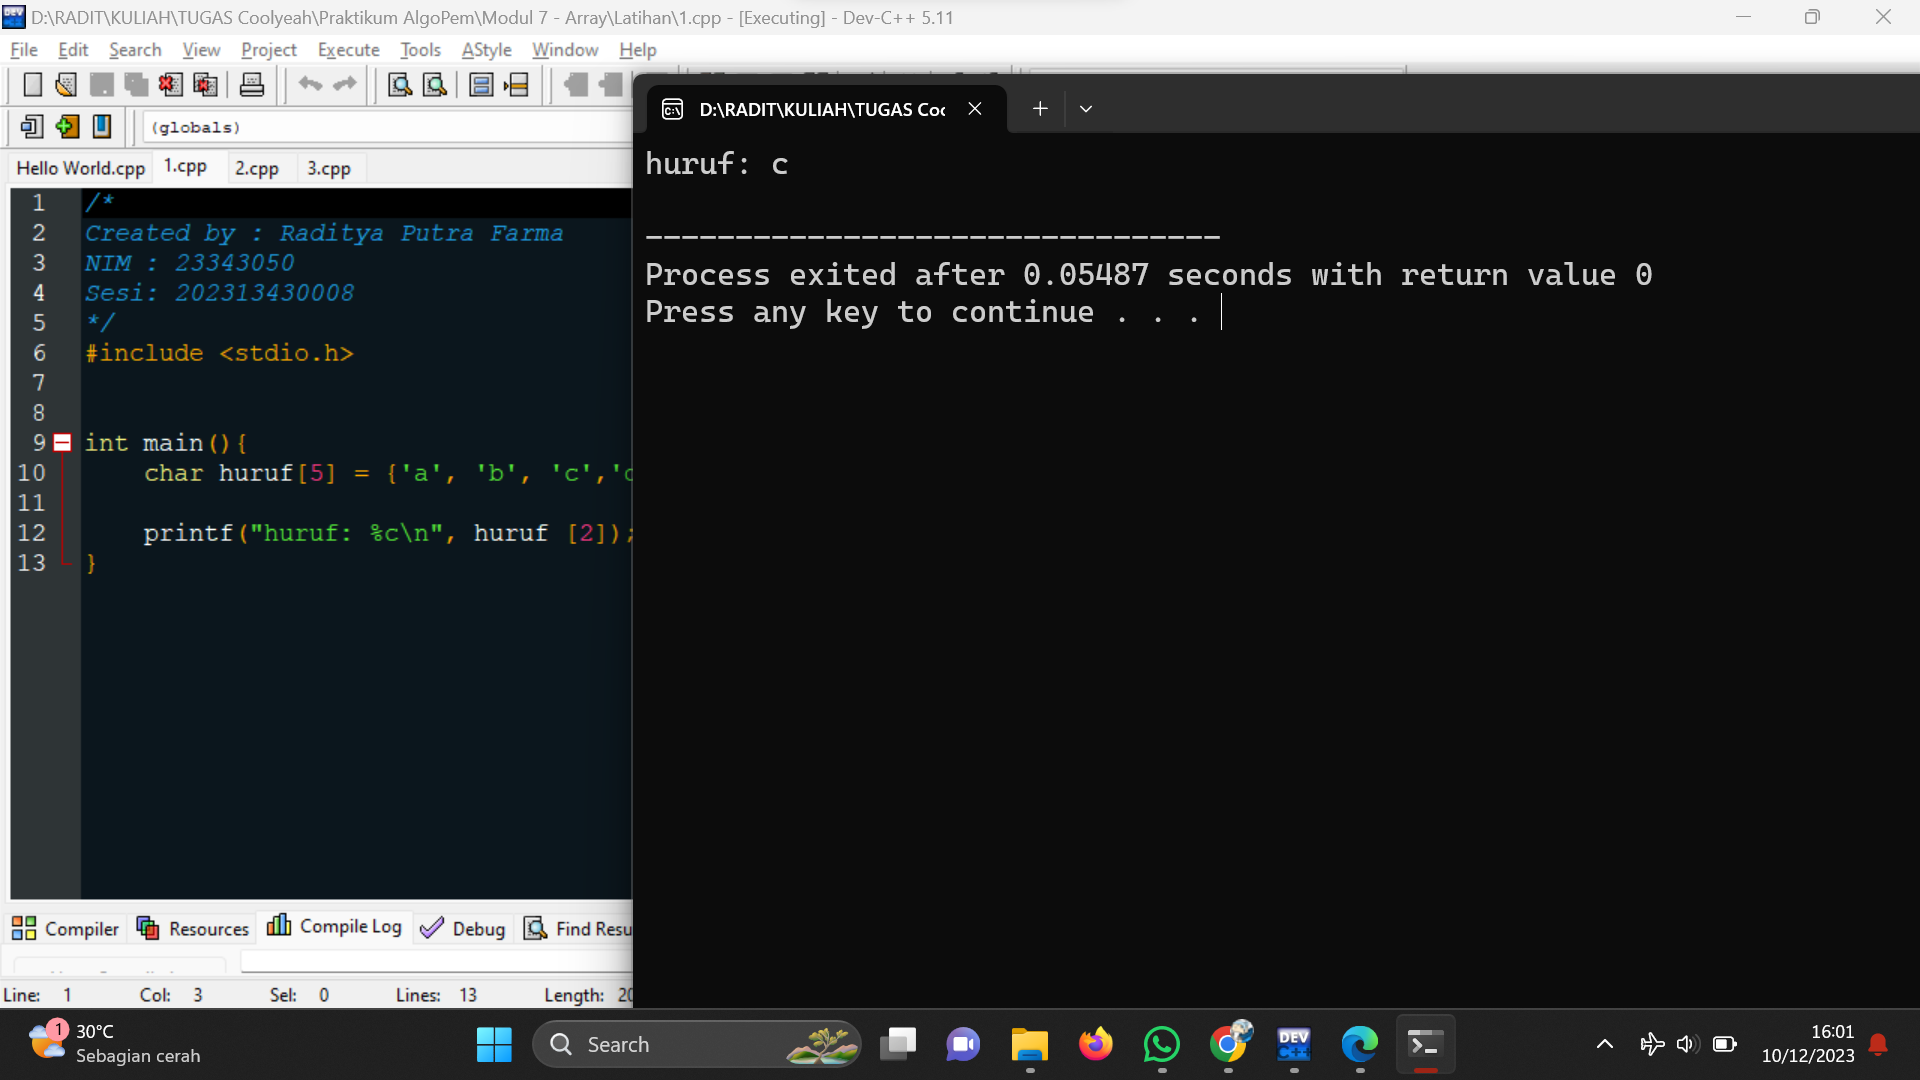 D:\RADIT\KULIAH\TUGAS Coolyeah\Praktikum AlgoPem\Modul 7 - Array\Latihan\1.cpp - [Executing] - Dev-C++ 5.11
File Edit Search View Project Execute Tools AStyle Window Help
(globals)
Hello World.cpp 1.cpp 2.cpp 3.cpp
1 /*
2 Created by : Raditya Putra Farma
3 NIM : 23343050
4 Sesi: 202313430008
5 */
6 #include <stdio.h>
7
8
9 int main(){
10 char huruf[5] = {'a', 'b', 'c','
11
12 printf("huruf: %c\n", huruf [2]);
13 }
D:\RADIT\KULIAH\TUGAS Coo
huruf: c
--------------------------------
Process exited after 0.05487 seconds with return value 0
Press any key to continue . . .
Compiler Resources Compile Log Debug Find Resu
Line: 1 Col: 3 Sel: 0 Lines: 13 Length: 20
1 30°C
Sebagian cerah
Search
DEV C++
16:01
10/12/2023